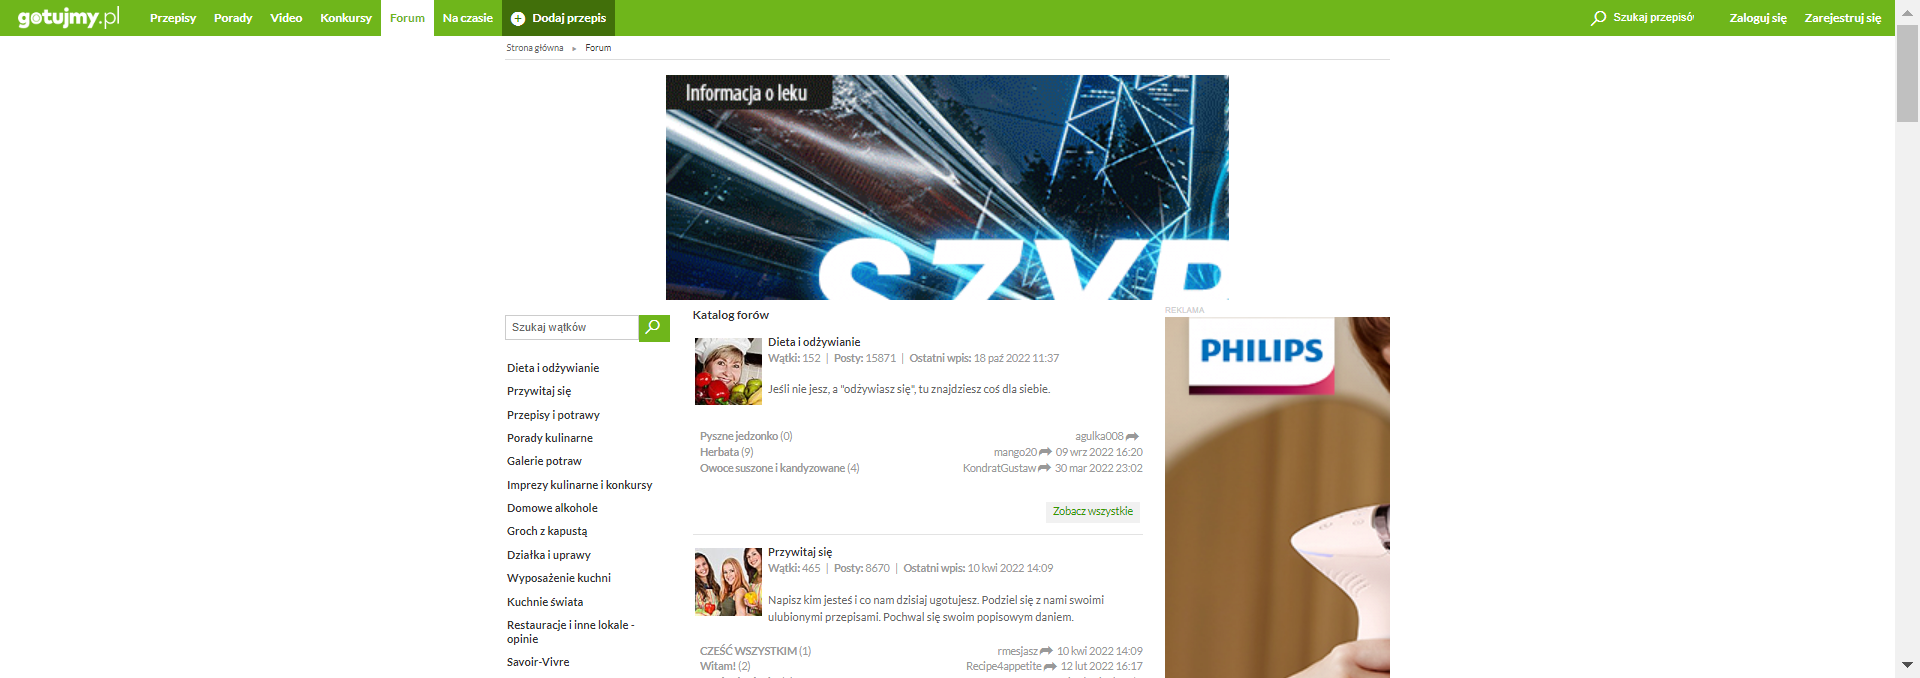 gotujmy.pl
Przepisy Porady Video Konkursy Forum Na czasie Dodaj przepis Szukaj przepisó Zaloguj się Zarejestruj się
Strona główna » Forum
Informacja o leku
SZYB
Szukaj wątków
Dieta i odżywianie
Przywitaj się
Przepisy i potrawy
Porady kulinarne
Galerie potraw
Imprezy kulinarne i konkursy
Domowe alkohole
Groch z kapustą
Działka i uprawy
Wyposażenie kuchni
Kuchnie świata
Restauracje i inne lokale -
opinie
Savoir-Vivre
Katalog forów
Dieta i odżywianie
Wątki: 152 | Posty: 15871 | Ostatni wpis: 18 paź 2022 11:37
Jeśli nie jesz, a "odżywiasz się", tu znajdziesz coś dla siebie.
Pyszne jedzonko (0) agulka008
Herbata (9) mango20 09 wrz 2022 16:20
Owoce suszone i kandyzowane (4) KondratGustaw 30 mar 2022 23:02
Zobacz wszystkie
Przywitaj się
Wątki: 465 | Posty: 8670 | Ostatni wpis: 10 kwi 2022 14:09
Napisz kim jesteś i co nam dzisiaj ugotujesz. Podziel się z nami swoimi
ulubionymi przepisami. Pochwal się swoim popisowym daniem.
CZEŚĆ WSZYSTKIM (1) rmesjasz 10 kwi 2022 14:09
Witam! (2) Recipe4appetite 12 lut 2022 16:17
REKLAMA
PHILIPS